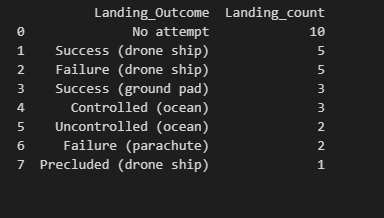 Landing_Outcome Landing_count
0 No attempt 10
1 Success (drone ship) 5
2 Failure (drone ship) 5
3 Success (ground pad) 3
4 Controlled (ocean) 3
5 Uncontrolled (ocean) 2
6 Failure (parachute) 2
7 Precluded (drone ship) 1